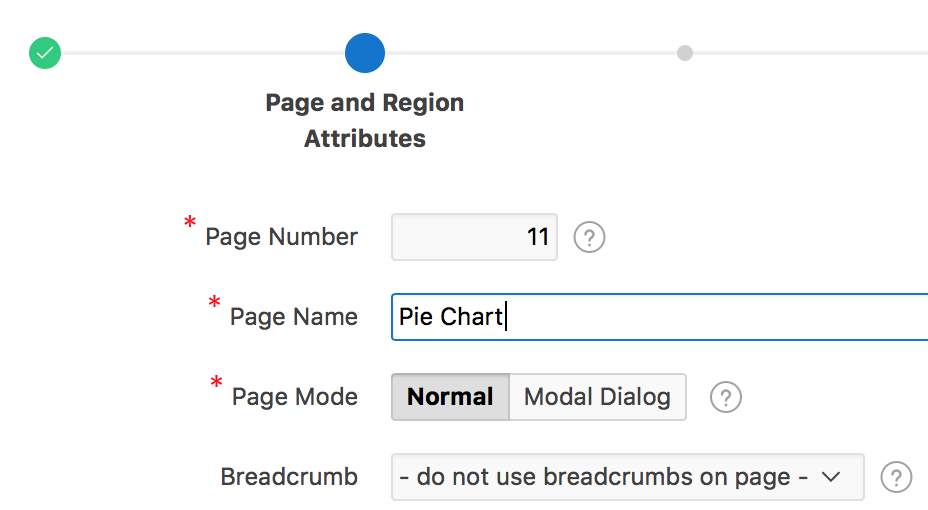 Page and Region
Attributes
* Page Number 11 ?
* Page Name Pie Chart
* Page Mode Normal Modal Dialog ?
Breadcrumb - do not use breadcrumbs on page - ?